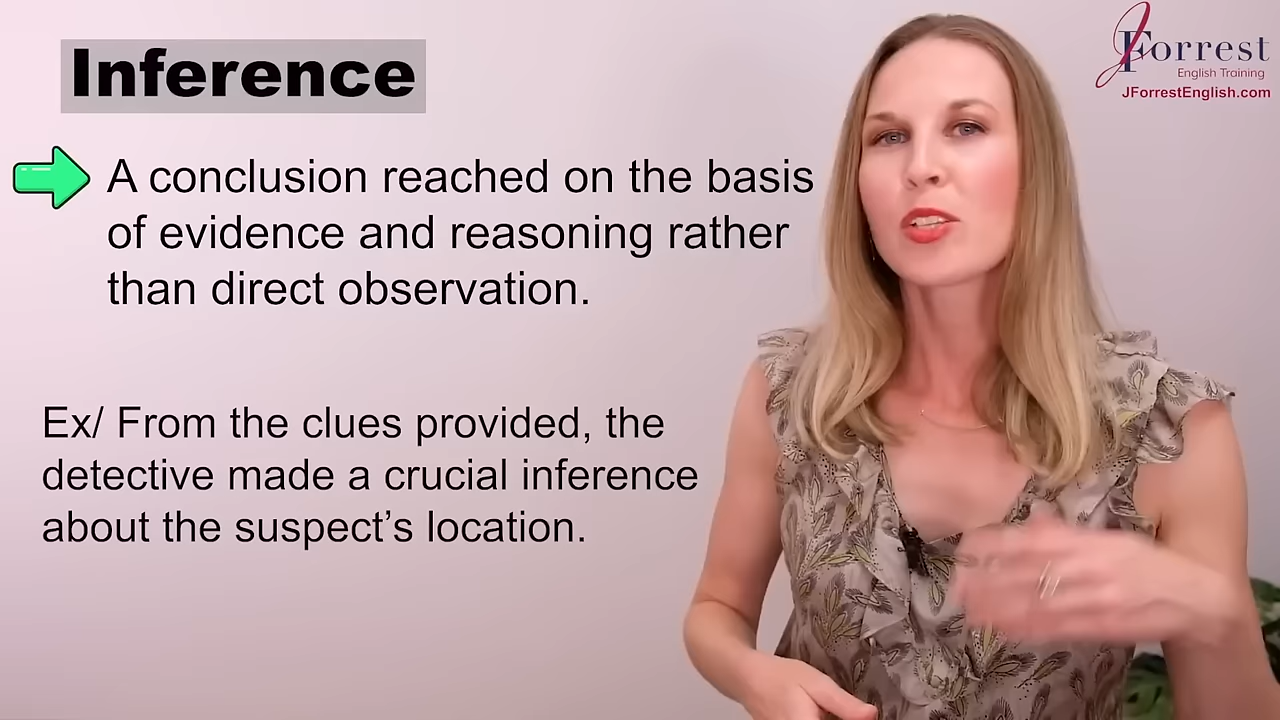 Inference
A conclusion reached on the basis
of evidence and reasoning rather
than direct observation.
Ex/ From the clues provided, the
detective made a crucial inference
about the suspect’s location.
JForrest
English Training
JForrestEnglish.com